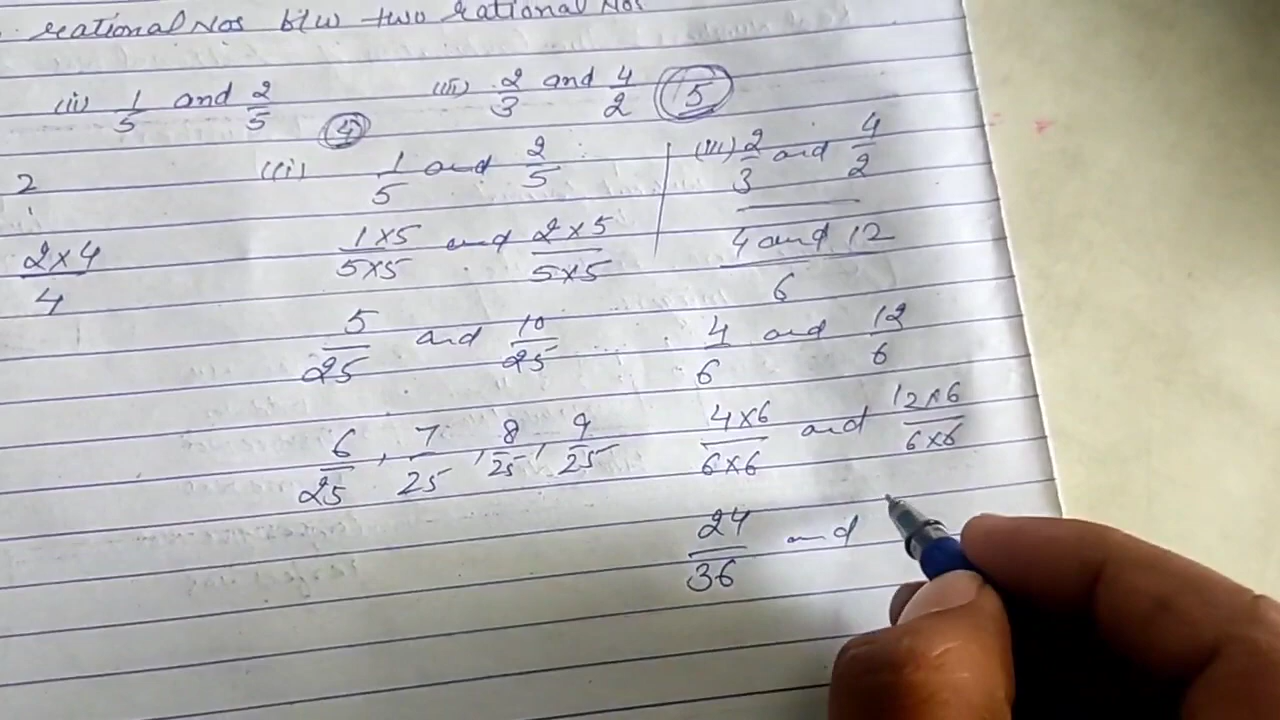 rational Nos b/w two rational Nos
(ii) 1/5 and 2/5 (4) (iii) 2/3 and 4/2 (5)
2
2×4/4
(ii) 1/5 and 2/5
1×5/5×5 and 2×5/5×5
5/25 and 10/25
6/25, 7/25, 8/25, 9/25
(iii) 2/3 and 4/2
4 and 12/6
4/6 and 12/6
4×6/6×6 and 12×6/6×6
24/36 and